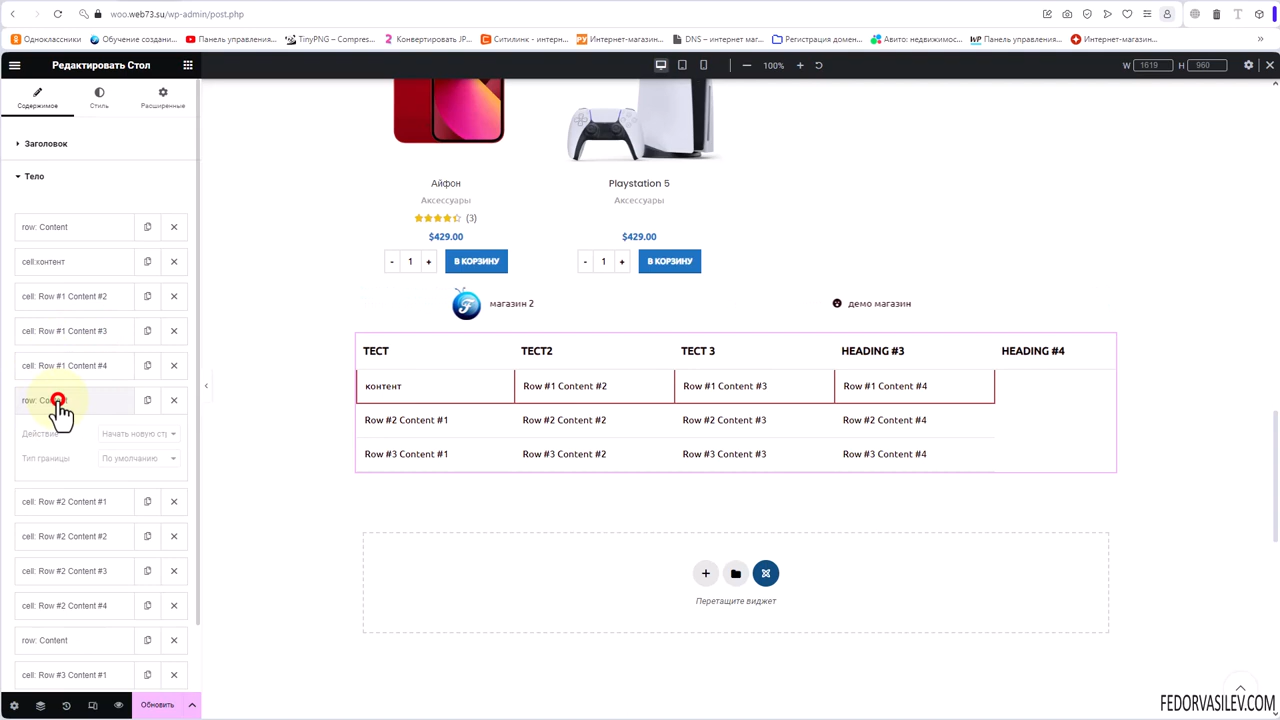 woo.web73.su/wp-admin/post.php
Одноклассники
Обучение создани...
Панель управления...
TinyPNG – Compres...
Конвертировать JP...
Ситилинк - интерн...
Интернет-магазин...
DNS – интернет маг...
Регистрация домен...
Авито: недвижимос...
Панель управления...
Интернет-магазин...
Редактировать Стол
100%
W 1619 H 960
Содержимое
Стиль
Расширенные
Заголовок
Тело
row: Content
cell:контент
cell: Row #1 Content #2
cell: Row #1 Content #3
cell: Row #1 Content #4
Действие
Начать новую стр
Тип границы
По умолчанию
cell: Row #2 Content #1
cell: Row #2 Content #2
cell: Row #2 Content #3
cell: Row #2 Content #4
row: Content
cell: Row #3 Content #1
Обновить
Айфон
Playstation 5
Аксессуары
Аксессуары
(3)
$429.00
$429.00
- 1 + В КОРЗИНУ
- 1 + В КОРЗИНУ
магазин 2
демо магазин
ТЕСТ ТЕСТ2 ТЕСТ 3 HEADING #3 HEADING #4
контент Row #1 Content #2 Row #1 Content #3 Row #1 Content #4
Row #2 Content #1 Row #2 Content #2 Row #2 Content #3 Row #2 Content #4
Row #3 Content #1 Row #3 Content #2 Row #3 Content #3 Row #3 Content #4
Перетащите виджет
FEDORVASILEV.COM